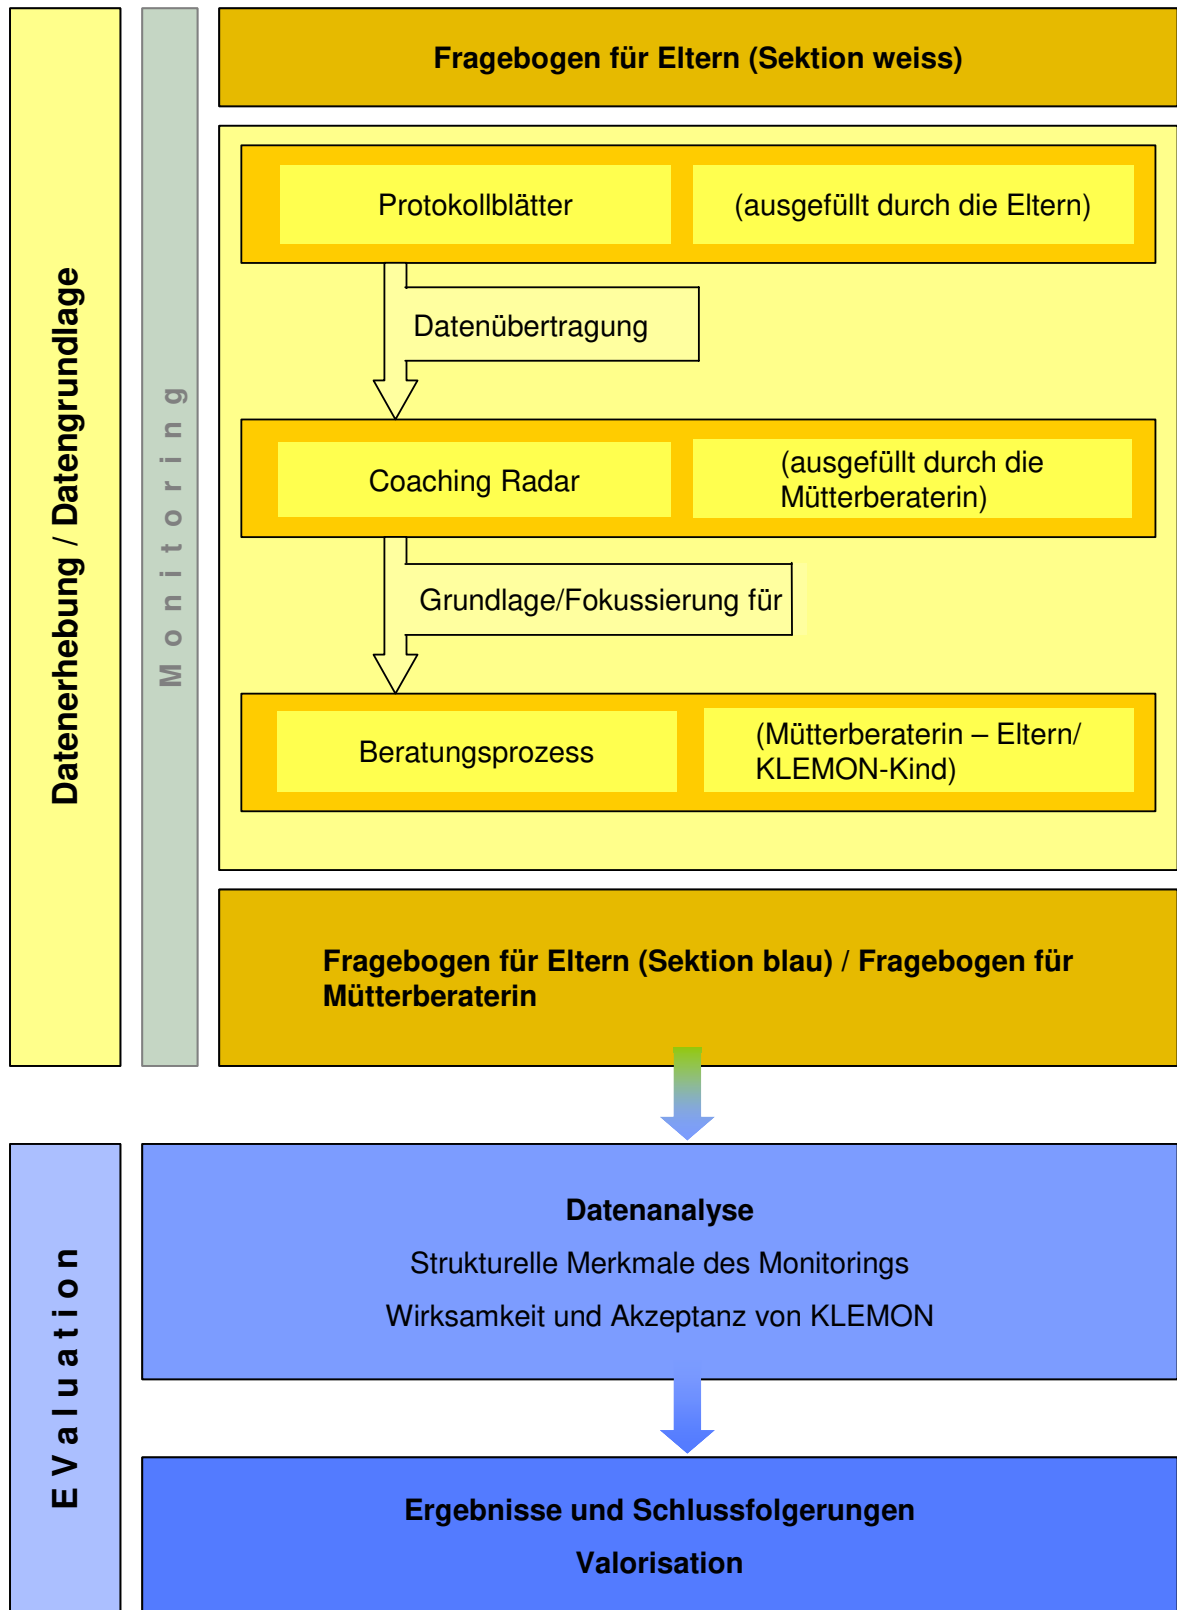 Datenerhebung / Datengrundlage
Monitoring
Fragebogen für Eltern (Sektion weiss)
Protokollblätter
(ausgefüllt durch die Eltern)
Datenübertragung
Coaching Radar
(ausgefüllt durch die
Mütterberaterin)
Grundlage/Fokussierung für
Beratungsprozess
(Mütterberaterin – Eltern/
KLEMON-Kind)
Fragebogen für Eltern (Sektion blau) / Fragebogen für
Mütterberaterin
EValuation
Datenanalyse
Strukturelle Merkmale des Monitorings
Wirksamkeit und Akzeptanz von KLEMON
Ergebnisse und Schlussfolgerungen
Valorisation